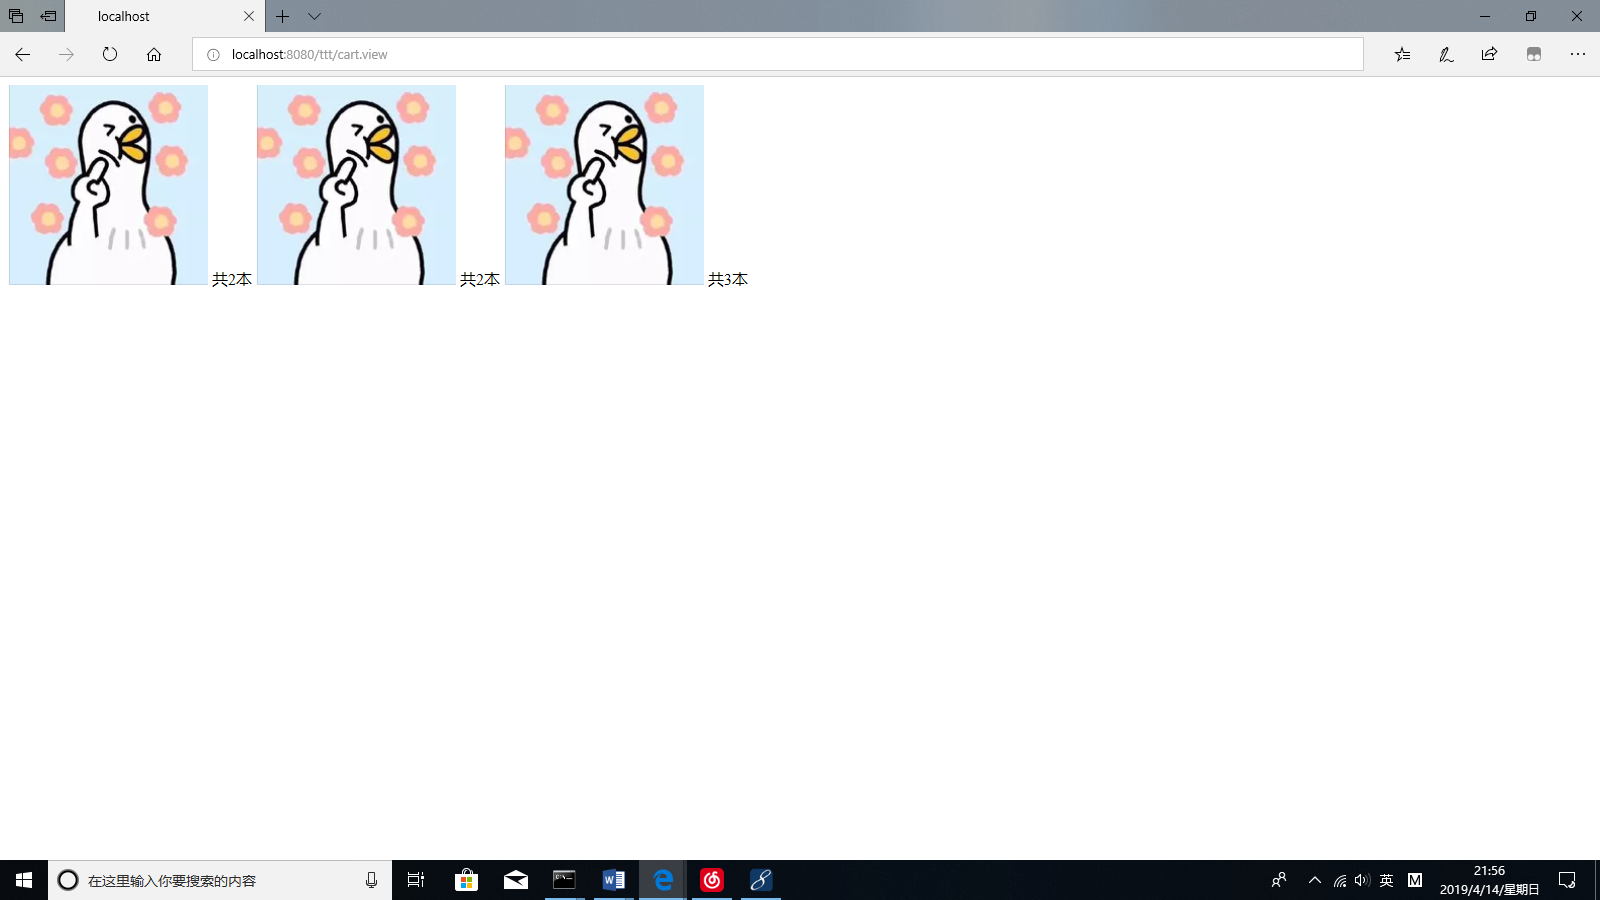 localhost
localhost:8080/ttt/cart.view
共2本 共2本 共3本
在这里输入你要搜索的内容
英 M
21:56
2019/4/14/星期日